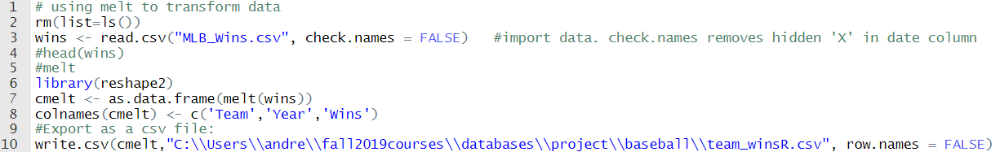 1 # using melt to transform data
2 rm(list=ls())
3 wins <- read.csv("MLB_Wins.csv", check.names = FALSE)   #import data. check.names removes hidden 'X' in date column
4 #head(wins)
5 #melt
6 library(reshape2)
7 cmelt <- as.data.frame(melt(wins))
8 colnames(cmelt) <- c('Team','Year','Wins')
9 #Export as a csv file:
10 write.csv(cmelt,"C:\\Users\\andre\\fall2019courses\\databases\\project\\baseball\\team_winsR.csv", row.names = FALSE)